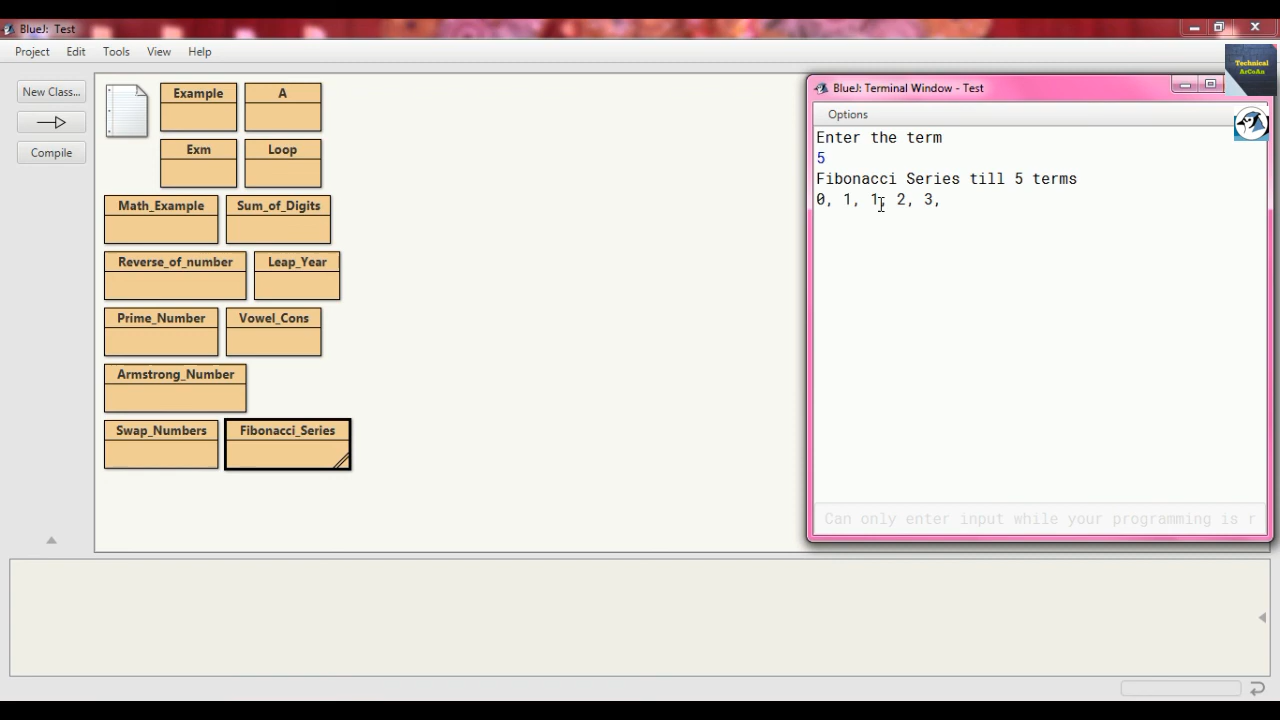 BlueJ: Test
Project Edit Tools View Help
Technical
ArCoAn
New Class...
Compile
Example
A
Exm
Loop
Math_Example
Sum_of_Digits
Reverse_of_number
Leap_Year
Prime_Number
Vowel_Cons
Armstrong_Number
Swap_Numbers
Fibonacci_Series
BlueJ: Terminal Window - Test
Options
Enter the term
5
Fibonacci Series till 5 terms
0, 1, 1, 2, 3,
Can only enter input while your programming is r